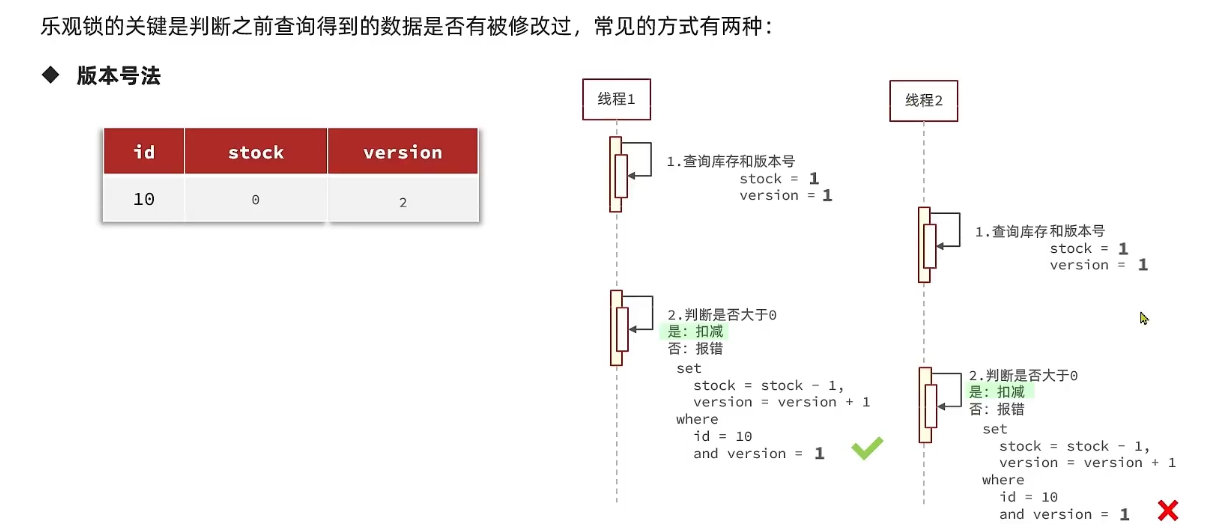 乐观锁的关键是判断之前查询得到的数据是否有被修改过，常见的方式有两种：
◆ 版本号法
id stock version
10 0 2
线程1
1.查询库存和版本号
stock = 1
version = 1
2.判断是否大于0
是：扣减
否：报错
set
stock = stock - 1,
version = version + 1
where
id = 10
and version = 1
线程2
1.查询库存和版本号
stock = 1
version = 1
2.判断是否大于0
是：扣减
否：报错
set
stock = stock - 1,
version = version + 1
where
id = 10
and version = 1